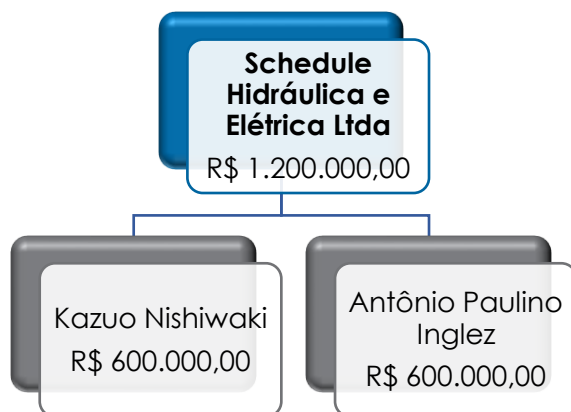 Schedule
Hidráulica e
Elétrica Ltda
R$ 1.200.000,00
Kazuo Nishiwaki
R$ 600.000,00
Antônio Paulino
Inglez
R$ 600.000,00